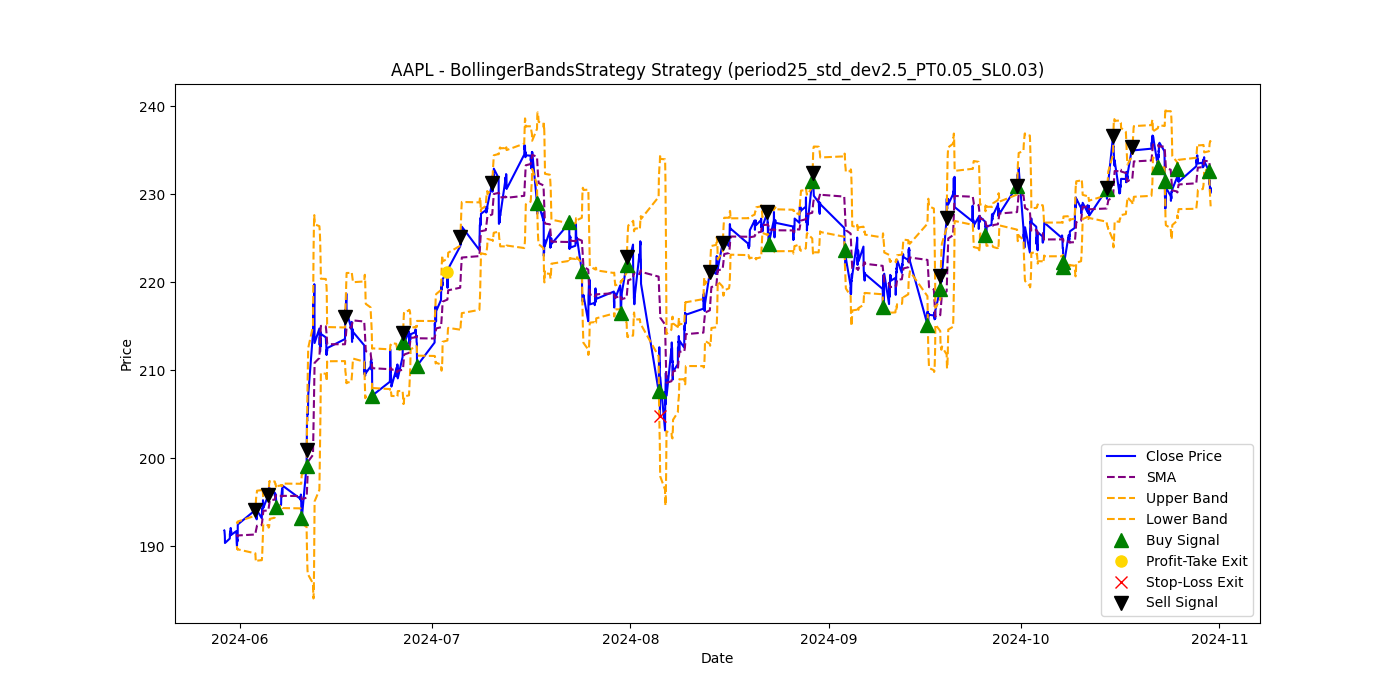 AAPL - BollingerBandsStrategy Strategy (period25_std_dev2.5_PT0.05_SL0.03)
240
230
220
210
200
190
Price
Close Price
SMA
Upper Band
Lower Band
Buy Signal
Profit-Take Exit
Stop-Loss Exit
Sell Signal
2024-06
2024-07
2024-08
2024-09
2024-10
2024-11
Date